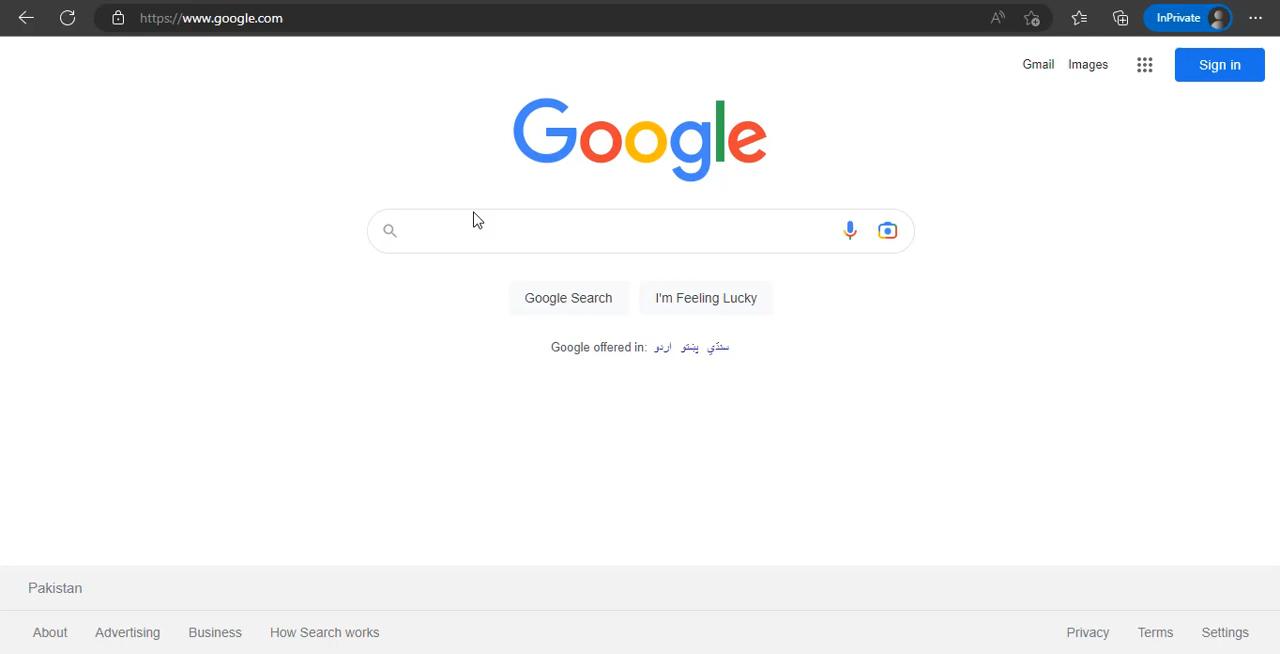 https://www.google.com
InPrivate
Gmail Images
Sign in
Google
Google Search
I'm Feeling Lucky
Google offered in: اردو پښتو سنڌي
Pakistan
About Advertising Business How Search works
Privacy Terms Settings